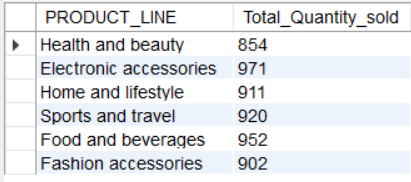 PRODUCT_LINE Total_Quantity_sold
Health and beauty 854
Electronic accessories 971
Home and lifestyle 911
Sports and travel 920
Food and beverages 952
Fashion accessories 902